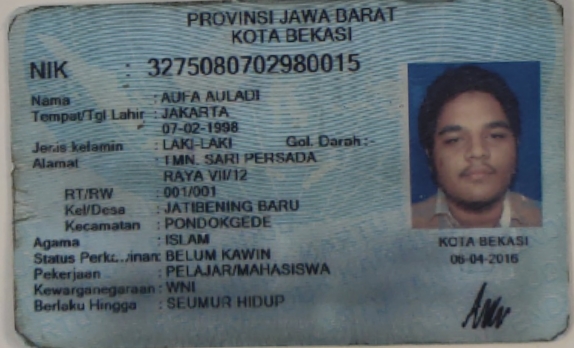 PROVINSI JAWA BARAT
KOTA BEKASI
NIK : 3275080702980015
Nama : AUFA AULADI
Tempat/Tgl Lahir : JAKARTA
07-02-1998
Jenis kelamin : LAKI-LAKI Gol. Darah : -
Alamat : TMN. SARI PERSADA
RAYA VII/12
RT/RW : 001/001
Kel/Desa : JATIBENING BARU
Kecamatan : PONDOKGEDE
Agama : ISLAM
Status Perkawinan: BELUM KAWIN
Pekerjaan : PELAJAR/MAHASISWA
Kewarganegaraan : WNI
Berlaku Hingga : SEUMUR HIDUP
KOTA BEKASI
06-04-2016